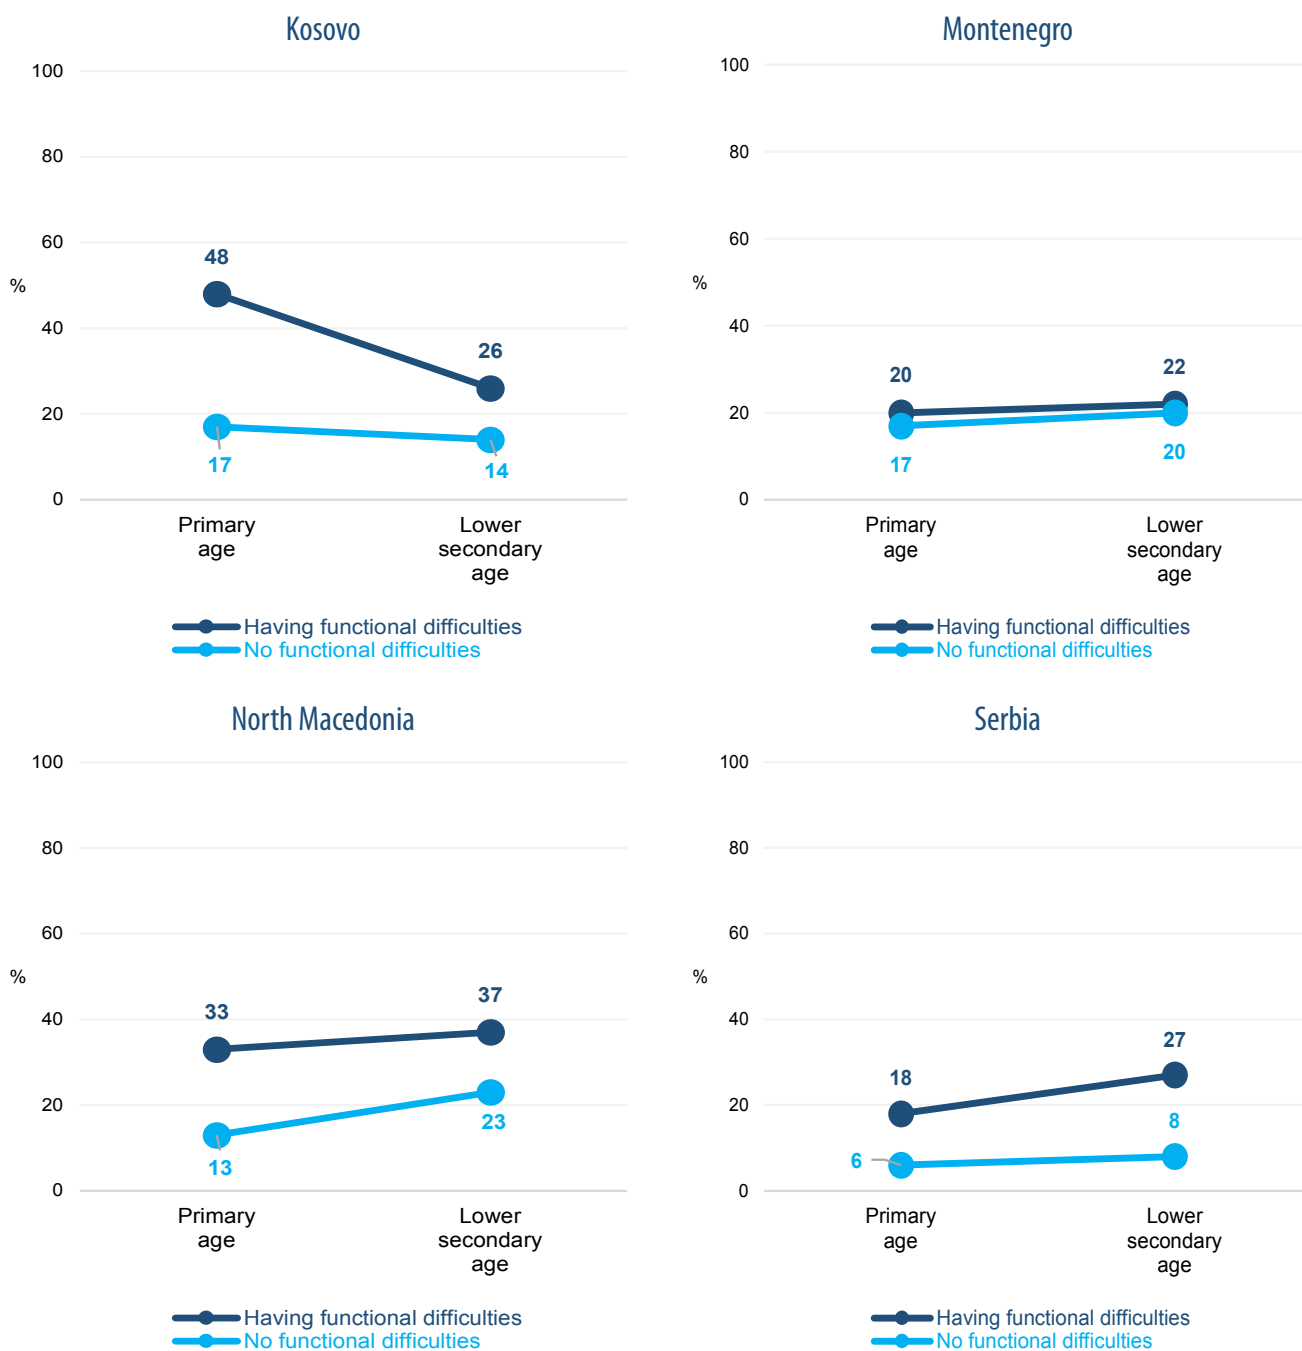 Kosovo
100
80
60
%
40
20
0
48
26
17
14
Primary
age
Lower
secondary
age
Having functional difficulties
No functional difficulties
Montenegro
100
80
60
%
40
20
0
20
22
17
20
Primary
age
Lower
secondary
age
Having functional difficulties
No functional difficulties
North Macedonia
100
80
60
%
40
20
0
33
37
13
23
Primary
age
Lower
secondary
age
Having functional difficulties
No functional difficulties
Serbia
100
80
60
%
40
20
0
18
27
6
8
Primary
age
Lower
secondary
age
Having functional difficulties
No functional difficulties